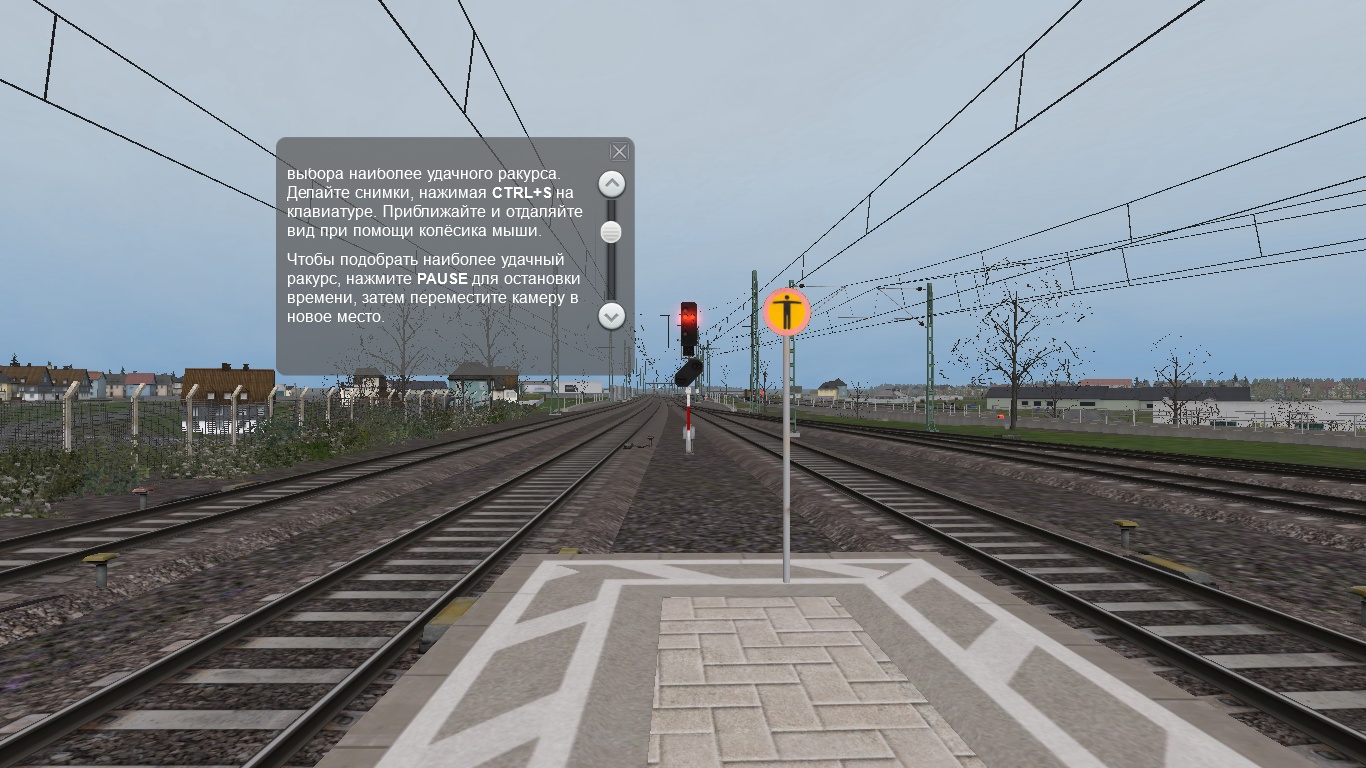 выбора наиболее удачного ракурса.
Делайте снимки, нажимая CTRL+S на
клавиатуре. Приближайте и отдаляйте
вид при помощи колёсика мыши.
Чтобы подобрать наиболее удачный
ракурс, нажмите PAUSE для остановки
времени, затем переместите камеру в
новое место.